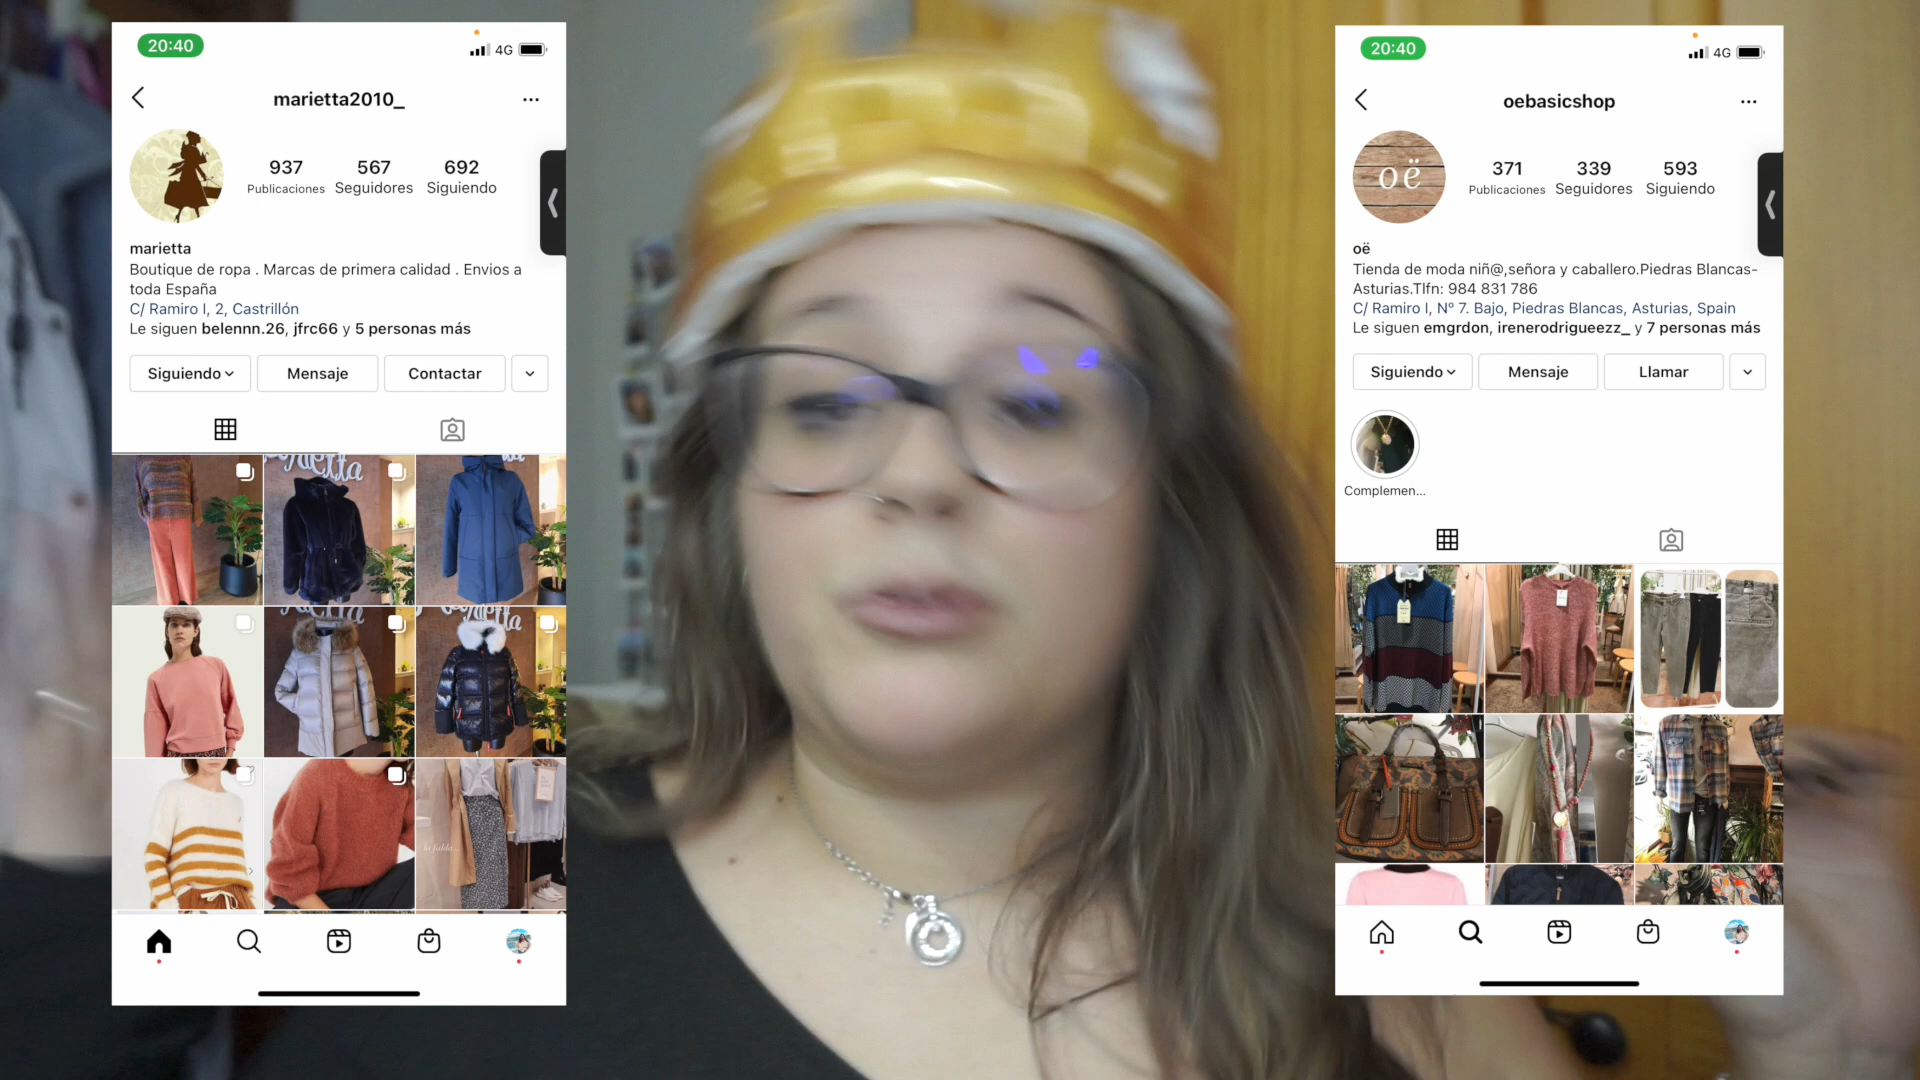 20:40
4G
marietta2010_
937
567
692
Publicaciones
Seguidores
Siguiendo
marietta
Boutique de ropa . Marcas de primera calidad . Envios a
toda España
C/ Ramiro I, 2, Castrillón
Le siguen belennn.26, jfrc66 y 5 personas más
Siguiendo
Mensaje
Contactar
la falda...
20:40
4G
oebasicshop
oë
371
339
593
Publicaciones
Seguidores
Siguiendo
oë
Tienda de moda niñ@,señora y caballero.Piedras Blancas-
Asturias.Tlfn: 984 831 786
C/ Ramiro I, Nº 7. Bajo, Piedras Blancas, Asturias, Spain
Le siguen emgrdon, irenerodrigueezz_ y 7 personas más
Siguiendo
Mensaje
Llamar
Complemen...